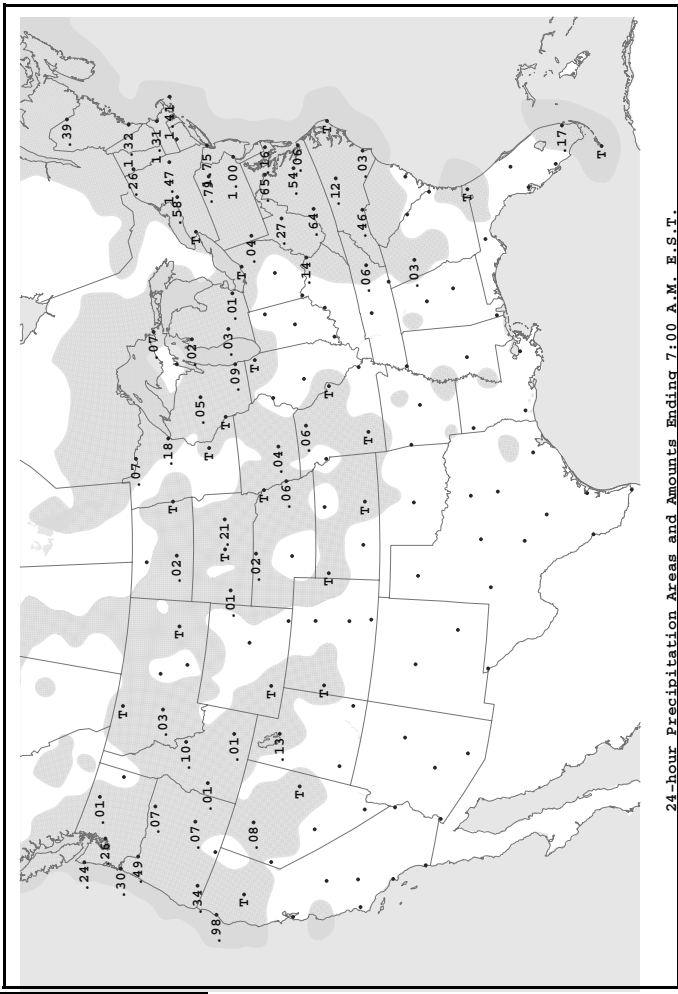 .39
.24
.01
.26
.30
T
1.32
.26
.07
.49
.07
.07
1.31
.03
.18
1.47
1.41
T
.02
.58
T
.10
.02
.07
T
.34
.05
.75
.01
.79
T
.98
T .21
T
.03
.01
.01
1.00
.01
.09
T
T
.04
.08
T
.02
T
.16
.65
T
.04
.13
.27
.06
.54
.06
T
.06
.14
.64
T
T
T
T
.12
.03
.46
T
.06
T
.03
T
.17
T
24-hour Precipitation Areas and Amounts Ending 7:00 A.M. E.S.T.